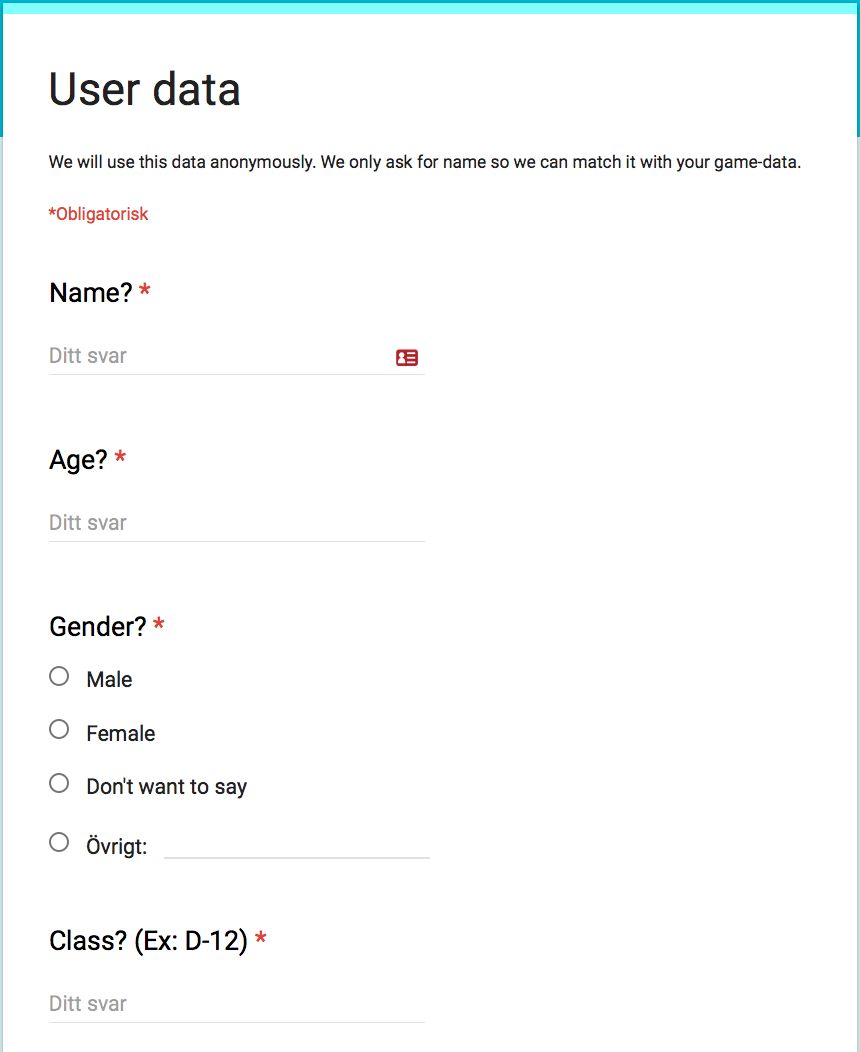 User data
We will use this data anonymously. We only ask for name so we can match it with your game-data.
*Obligatorisk
Name? *
Ditt svar
Age? *
Ditt svar
Gender? *
Male
Female
Don't want to say
Övrigt:
Class? (Ex: D-12) *
Ditt svar